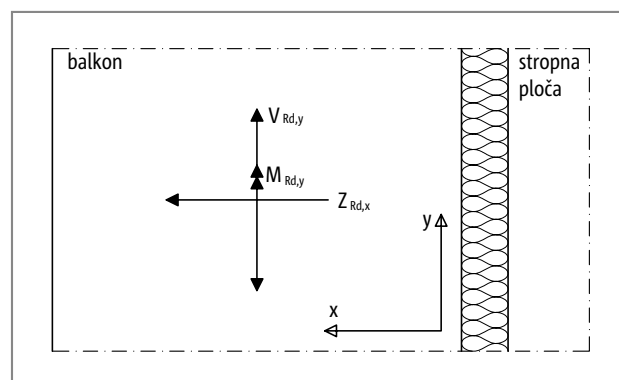 balkon
stropna
ploča
V Rd,y
M Rd,y
Z Rd,x
y
x